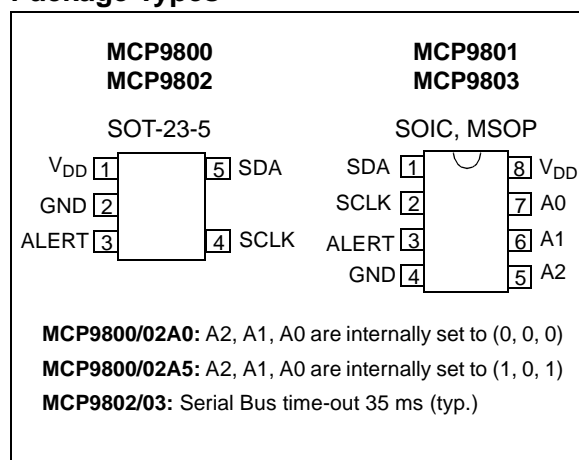 MCP9800
MCP9802
SOT-23-5
VDD 1
5 SDA
GND 2
ALERT 3
4 SCLK
MCP9801
MCP9803
SOIC, MSOP
SDA 1
8 VDD
SCLK 2
7 A0
ALERT 3
6 A1
GND 4
5 A2
MCP9800/02A0: A2, A1, A0 are internally set to (0, 0, 0)
MCP9800/02A5: A2, A1, A0 are internally set to (1, 0, 1)
MCP9802/03: Serial Bus time-out 35 ms (typ.)